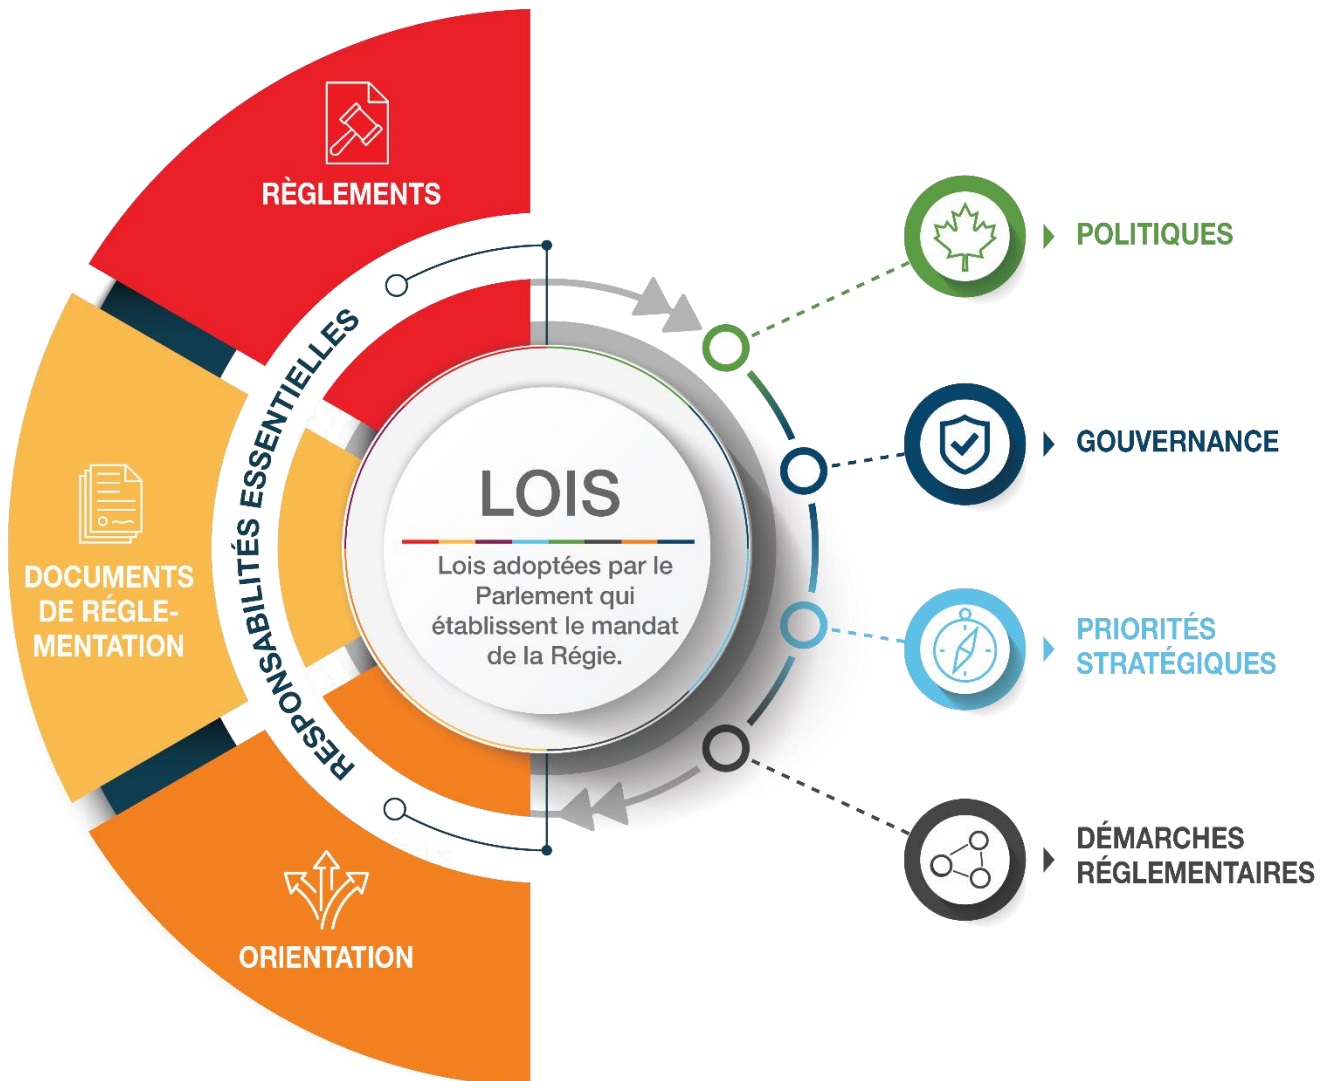 RÈGLEMENTS
DOCUMENTS
DE RÉGLE-
MENTATION
ORIENTATION
RESPONSABILITÉS ESSENTIELLES
LOIS
Lois adoptées par le
Parlement qui
établissent le mandat
de la Régie.
POLITIQUES
GOUVERNANCE
PRIORITÉS
STRATÉGIQUES
DÉMARCHES
RÉGLEMENTAIRES